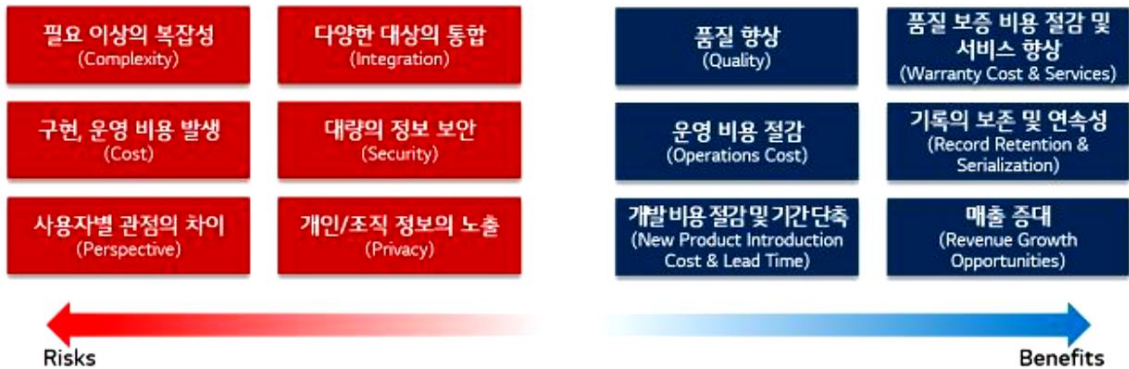 필요 이상의 복잡성
(Complexity)
다양한 대상의 통합
(Integration)
품질 향상
(Quality)
품질 보증 비용 절감 및
서비스 향상
(Warranty Cost & Services)
구현, 운영 비용 발생
(Cost)
대량의 정보 보안
(Security)
운영 비용 절감
(Operations Cost)
기록의 보존 및 연속성
(Record Retention &
Serialization)
사용자별 관점의 차이
(Perspective)
개인/조직 정보의 노출
(Privacy)
개발 비용 절감 및 기간 단축
(New Product Introduction
Cost & Lead Time)
매출 증대
(Revenue Growth
Opportunities)
Risks
Benefits